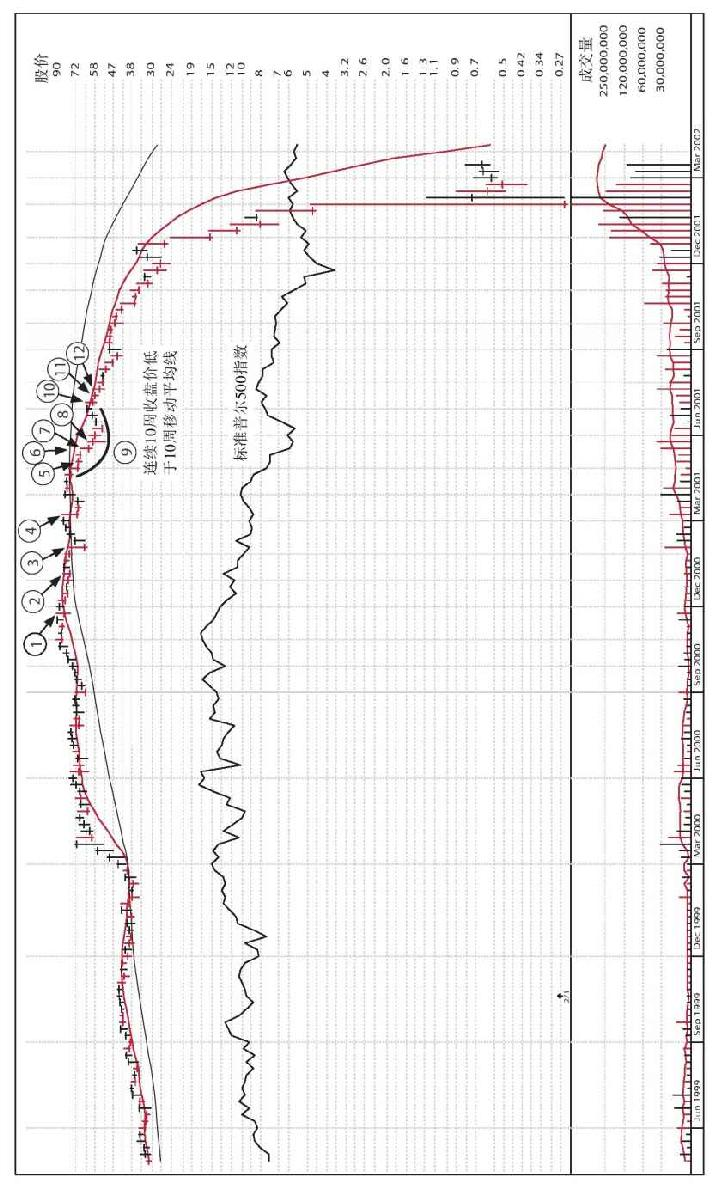 股价
90
72
58
47
38
30
24
19
15
12
10
8
7
6
5
4
3.2
2.6
2.0
1.6
1.3
1.1
0.9
0.7
0.5
0.42
0.34
0.27
成交量
250,000,000
120,000,000
60,000,000
30,000,000
①
②
③
④
⑤
⑥
⑦
⑧
⑨
⑩
⑪
⑫
连续10周收盘价低
于10周移动平均线
标准普尔500指数
2/1
Jun 1999
Sep 1999
Dec 1999
Mar 2000
Jun 2000
Sep 2000
Dec 2000
Mar 2001
Jun 2001
Sep 2001
Dec 2001
Mar 2002